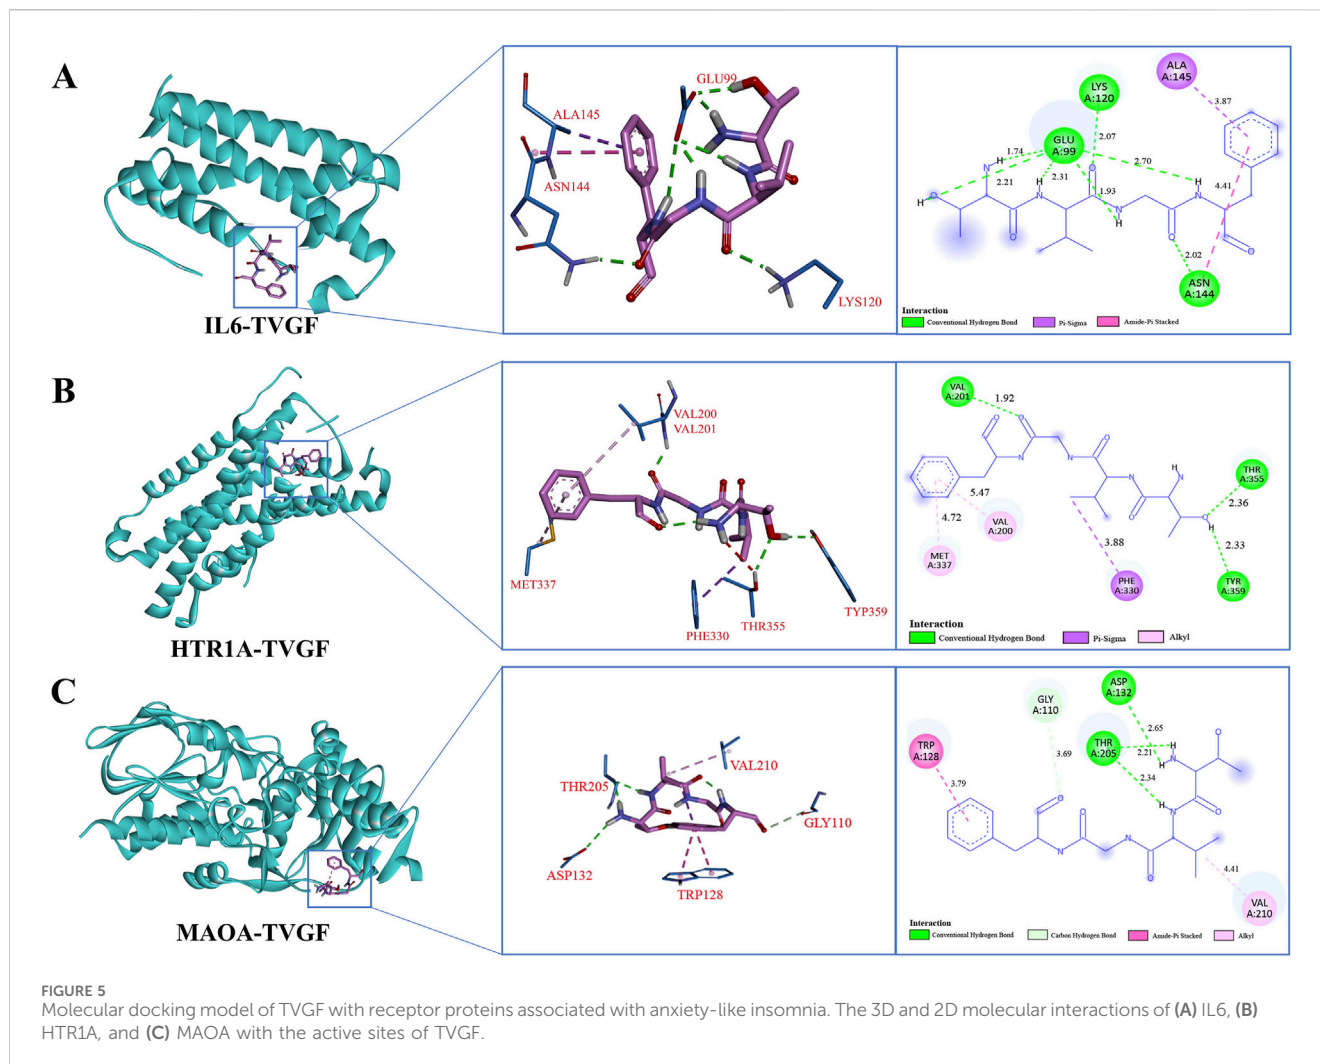 A
IL6-TVGF
GLU99
ALA145
ASN144
LYS120
ALA
A:145
LYS
A:120
GLU
A:99
ASN
A:144
3.87
2.07
1.74
2.21
2.31
1.93
2.70
4.41
2.02
H
H
H
H
H
N
N
N
N
O
O
O
O
O
Interaction
Conventional Hydrogen Bond
Pi-Sigma
Amide-Pi Stacked
B
HTR1A-TVGF
VAL200
VAL201
MET337
PHE330
THR355
TYP359
VAL
A:201
1.92
THR
A:355
2.36
5.47
4.72
VAL
A:200
MET
A:337
3.88
PHE
A:330
2.33
TYR
A:359
O
O
N
N
O
N
O
H
N
O
H
Interaction
Conventional Hydrogen Bond
Pi-Sigma
Alkyl
C
MAOA-TVGF
THR205
VAL210
GLY110
ASP132
TRP128
ASP
A:132
GLY
A:110
TRP
A:128
THR
A:205
2.65
2.21
2.34
3.69
3.79
4.41
VAL
A:210
H
N
H
O
H
N
O
O
O
N
N
O
Interaction
Conventional Hydrogen Bond
Carbon Hydrogen Bond
Amide-Pi Stacked
Alkyl
FIGURE 5
Molecular docking model of TVGF with receptor proteins associated with anxiety-like insomnia. The 3D and 2D molecular interactions of (A) IL6, (B)
HTR1A, and (C) MAOA with the active sites of TVGF.